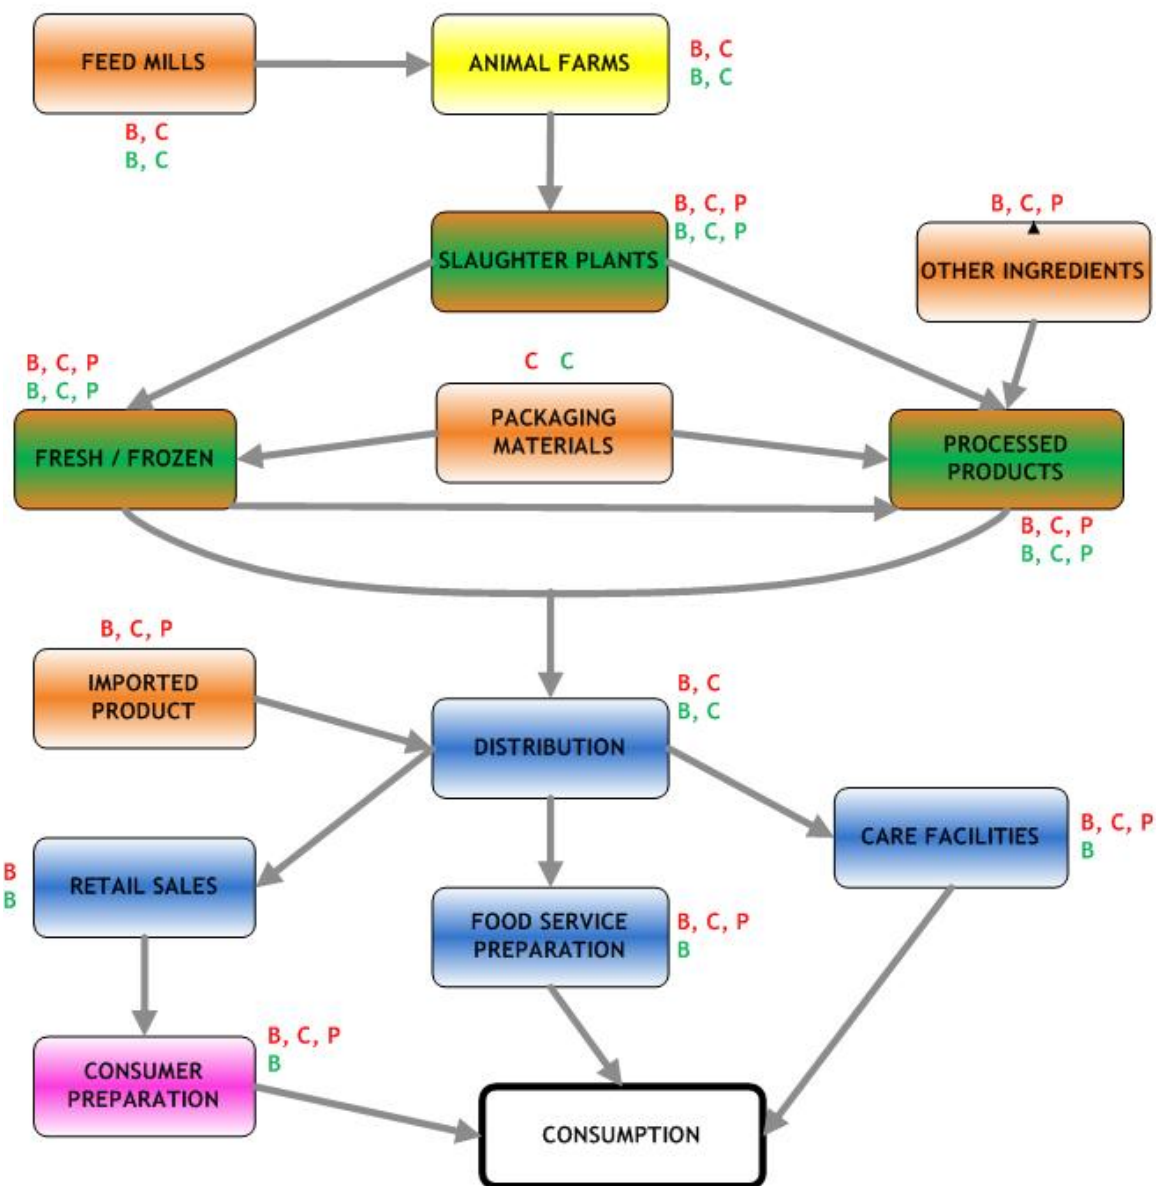 FEED MILLS
B, C
B, C
ANIMAL FARMS
B, C
B, C
SLAUGHTER PLANTS
B, C, P
B, C, P
B, C, P
OTHER INGREDIENTS
B, C, P
B, C, P
FRESH / FROZEN
C C
PACKAGING
MATERIALS
PROCESSED
PRODUCTS
B, C, P
B, C, P
B, C, P
IMPORTED
PRODUCT
B, C
B, C
DISTRIBUTION
CARE FACILITIES
B, C, P
B
B
B
RETAIL SALES
FOOD SERVICE
PREPARATION
B, C, P
B
CONSUMER
PREPARATION
B, C, P
B
CONSUMPTION